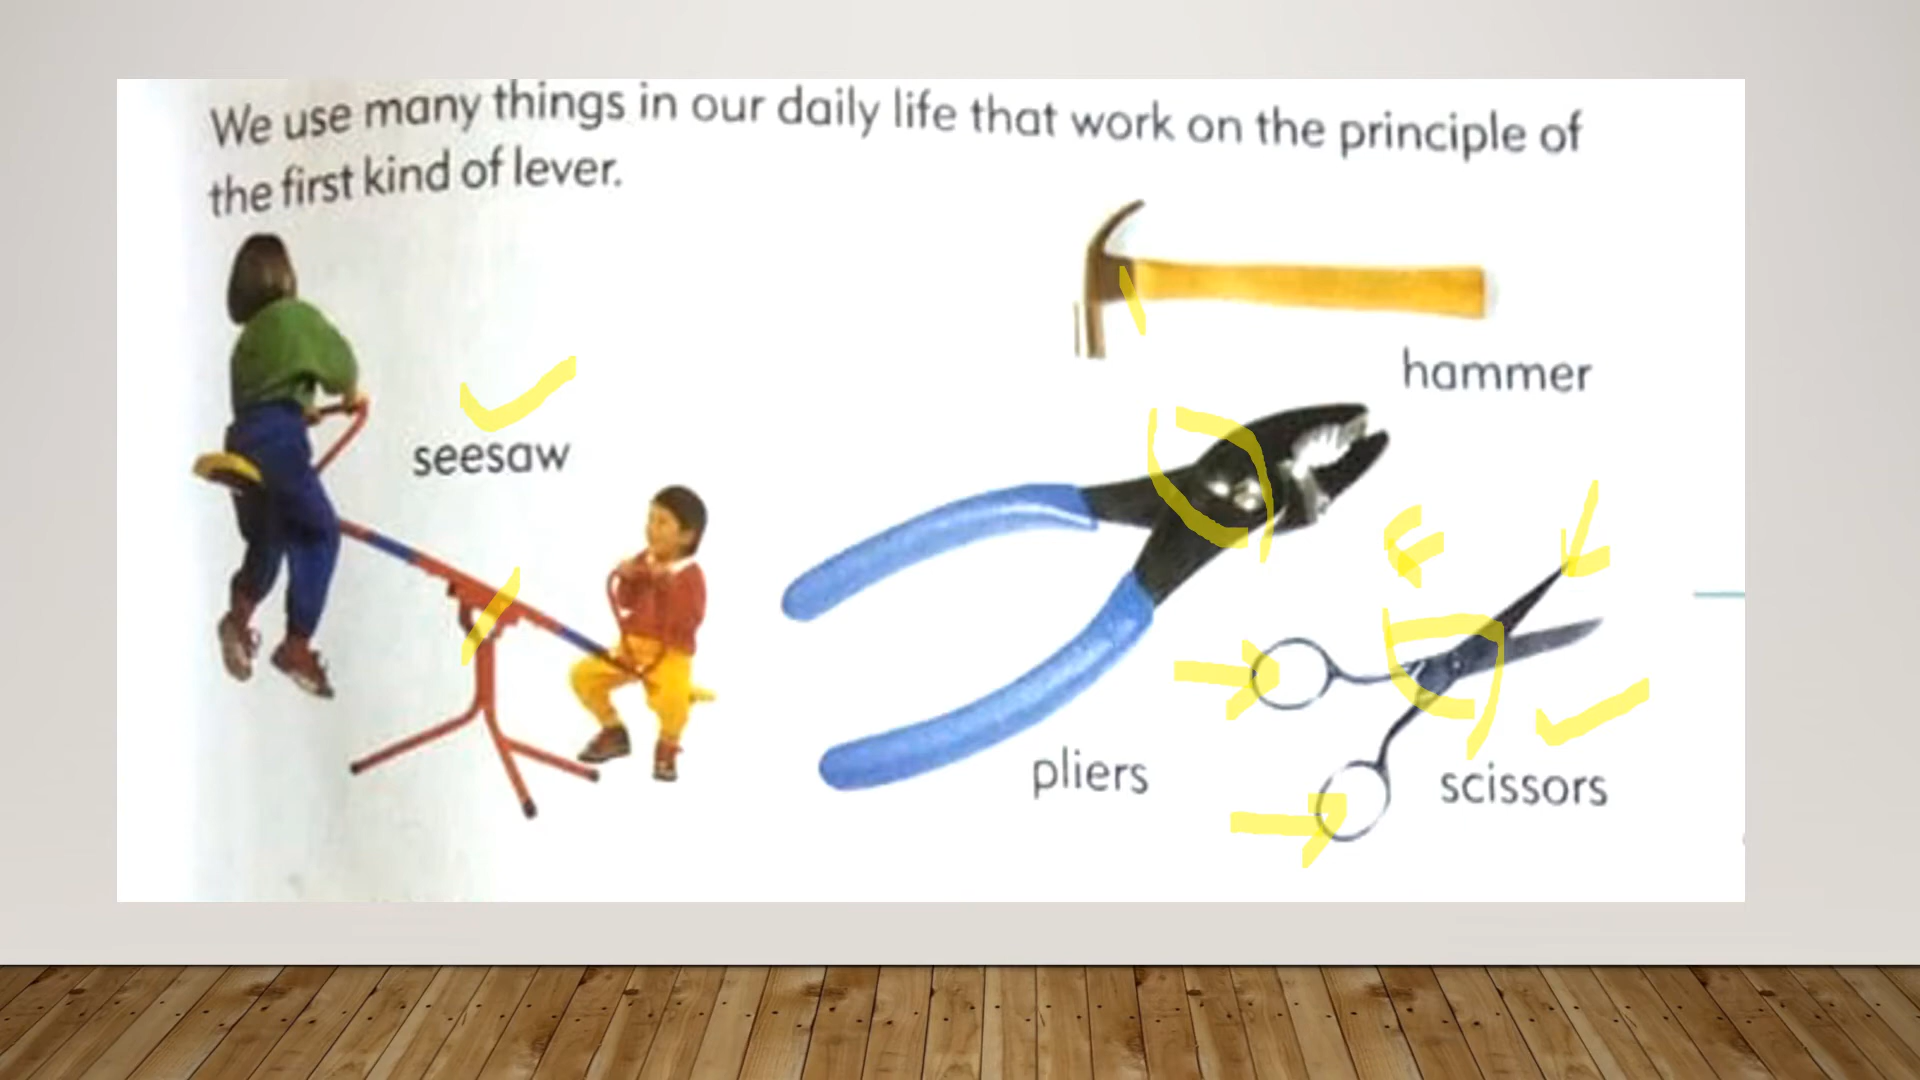 We use many things in our daily life that work on the principle of
the first kind of lever.
hammer
seesaw
F
L
pliers
scissors